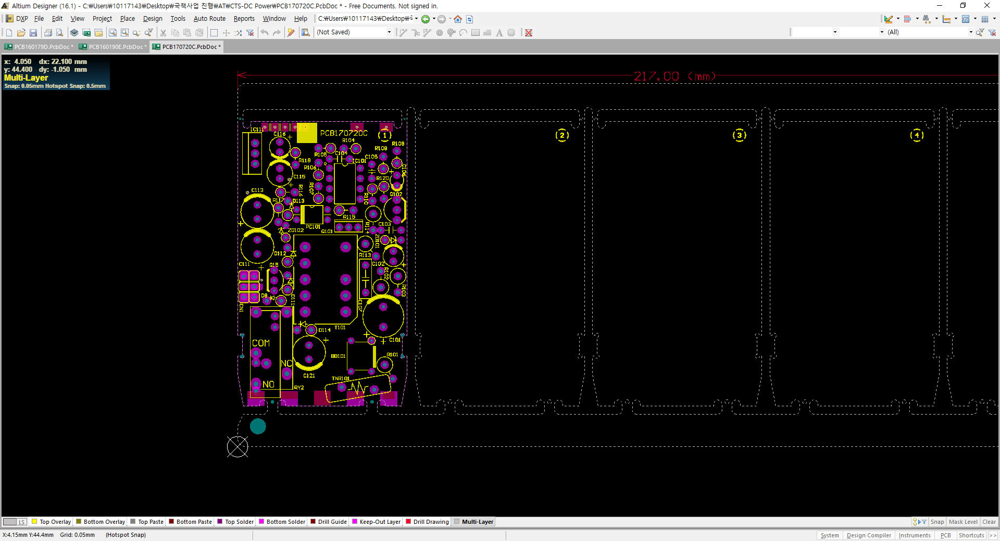 Altium Designer (16.1) - C:₩Users₩10117143₩Desktop₩국책사업 진행₩AT₩CTS-DC Power₩PCB170720C.PcbDoc * - Free Documents. Not signed in.
DXP File Edit View Project Place Design Tools Auto Route Reports Window Help C:₩Users₩10117143₩Desktop₩
(Not Saved) (All)
PCB160179D.PcbDoc * PCB160190E.PcbDoc * PCB170720C.PcbDoc *
x: 4.050 dx: 22.100 mm
y: 44.400 dy: -1.050 mm
Multi-Layer
Snap: 0.05mm Hotspot Snap: 0.5mm
217.00 (mm)
IC111
C116
PCB170720C
1
2
3
4
R104
R109
R108
R105
C104
C105
R118
IC101
R106
C106
C115
R120
R107
R116
C113
R117
D113
R110
Q102
R115
PC101
Q101
R114
C103
ZD102
ZD101
D112
R113
C111
Q15
C102
R102
R103
D8
D111
CN1
C107
T101
D114
C101
COM
BD101
R101
NC
C121
TNR101
NO
RY2
LS Top Overlay Bottom Overlay Top Paste Bottom Paste Top Solder Bottom Solder Drill Guide Keep-Out Layer Drill Drawing Multi-Layer Snap Mask Level Clear
X:4.15mm Y:44.4mm Grid: 0.05mm (Hotspot Snap) System Design Compiler Instruments PCB Shortcuts >>